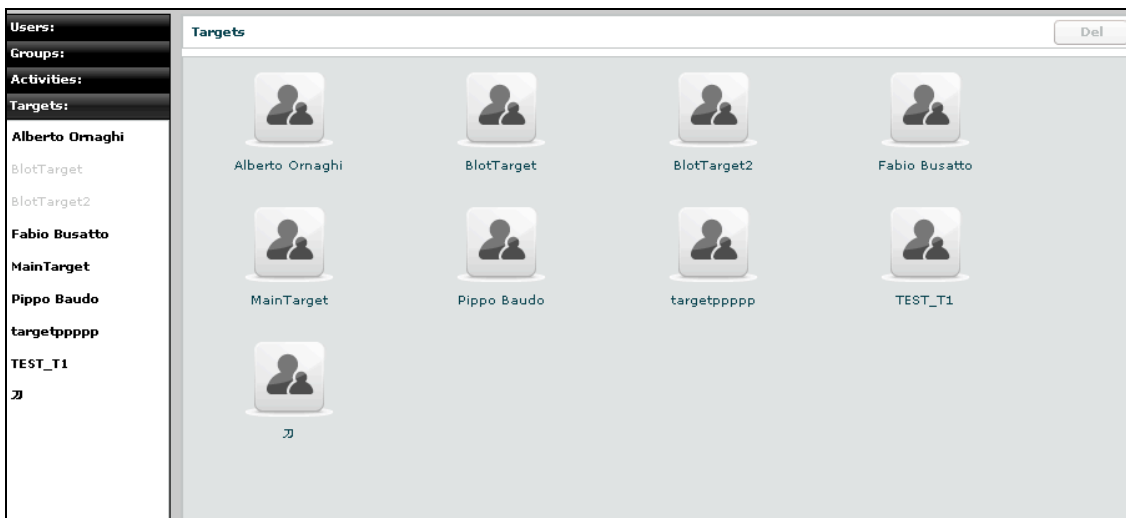 Users:
Groups:
Activities:
Targets:
Alberto Ornaghi
BlotTarget
BlotTarget2
Fabio Busatto
MainTarget
Pippo Baudo
targetppppp
TEST_T1
刀
Targets
Del
Alberto Ornaghi
BlotTarget
BlotTarget2
Fabio Busatto
MainTarget
Pippo Baudo
targetppppp
TEST_T1
刀